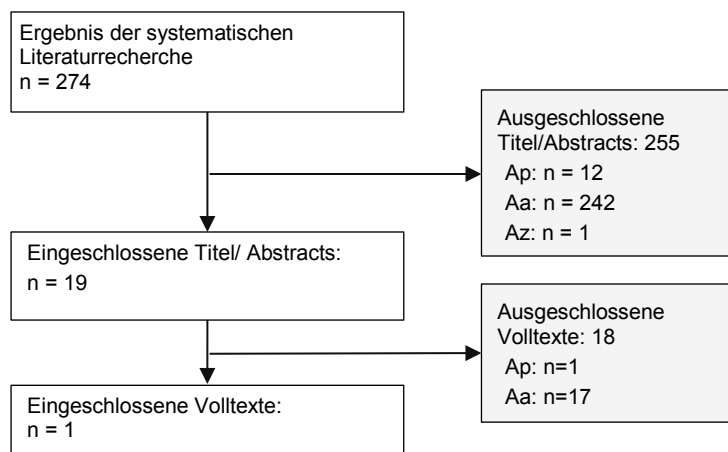 Ergebnis der systematischen
Literaturrecherche
n = 274
Ausgeschlossene
Titel/Abstracts: 255
Ap: n = 12
Aa: n = 242
Az: n = 1
Eingeschlossene Titel/ Abstracts:
n = 19
Ausgeschlossene
Volltexte: 18
Ap: n=1
Aa: n=17
Eingeschlossene Volltexte:
n = 1